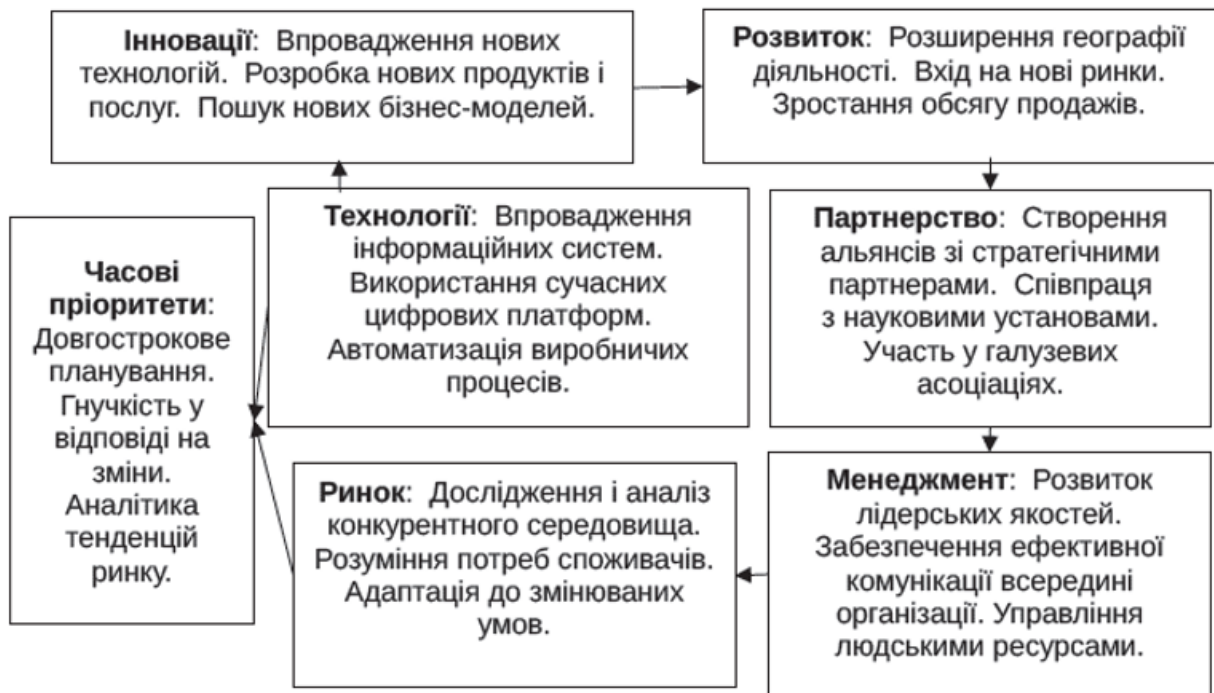 Інновації: Впровадження нових
технологій. Розробка нових продуктів і
послуг. Пошук нових бізнес-моделей.
Розвиток: Розширення географії
діяльності. Вхід на нові ринки.
Зростання обсягу продажів.
Часові
пріоритети:
Довгострокове
планування.
Гнучкість у
відповіді на
зміни.
Аналітика
тенденцій
ринку.
Технології: Впровадження
інформаційних систем.
Використання сучасних
цифрових платформ.
Автоматизація виробничих
процесів.
Партнерство: Створення
альянсів зі стратегічними
партнерами. Співпраця
з науковими установами.
Участь у галузевих
асоціаціях.
Ринок: Дослідження і аналіз
конкурентного середовища.
Розуміння потреб споживачів.
Адаптація до змінюваних
умов.
Менеджмент: Розвиток
лідерських якостей.
Забезпечення ефективної
комунікації всередині
організації. Управління
людськими ресурсами.